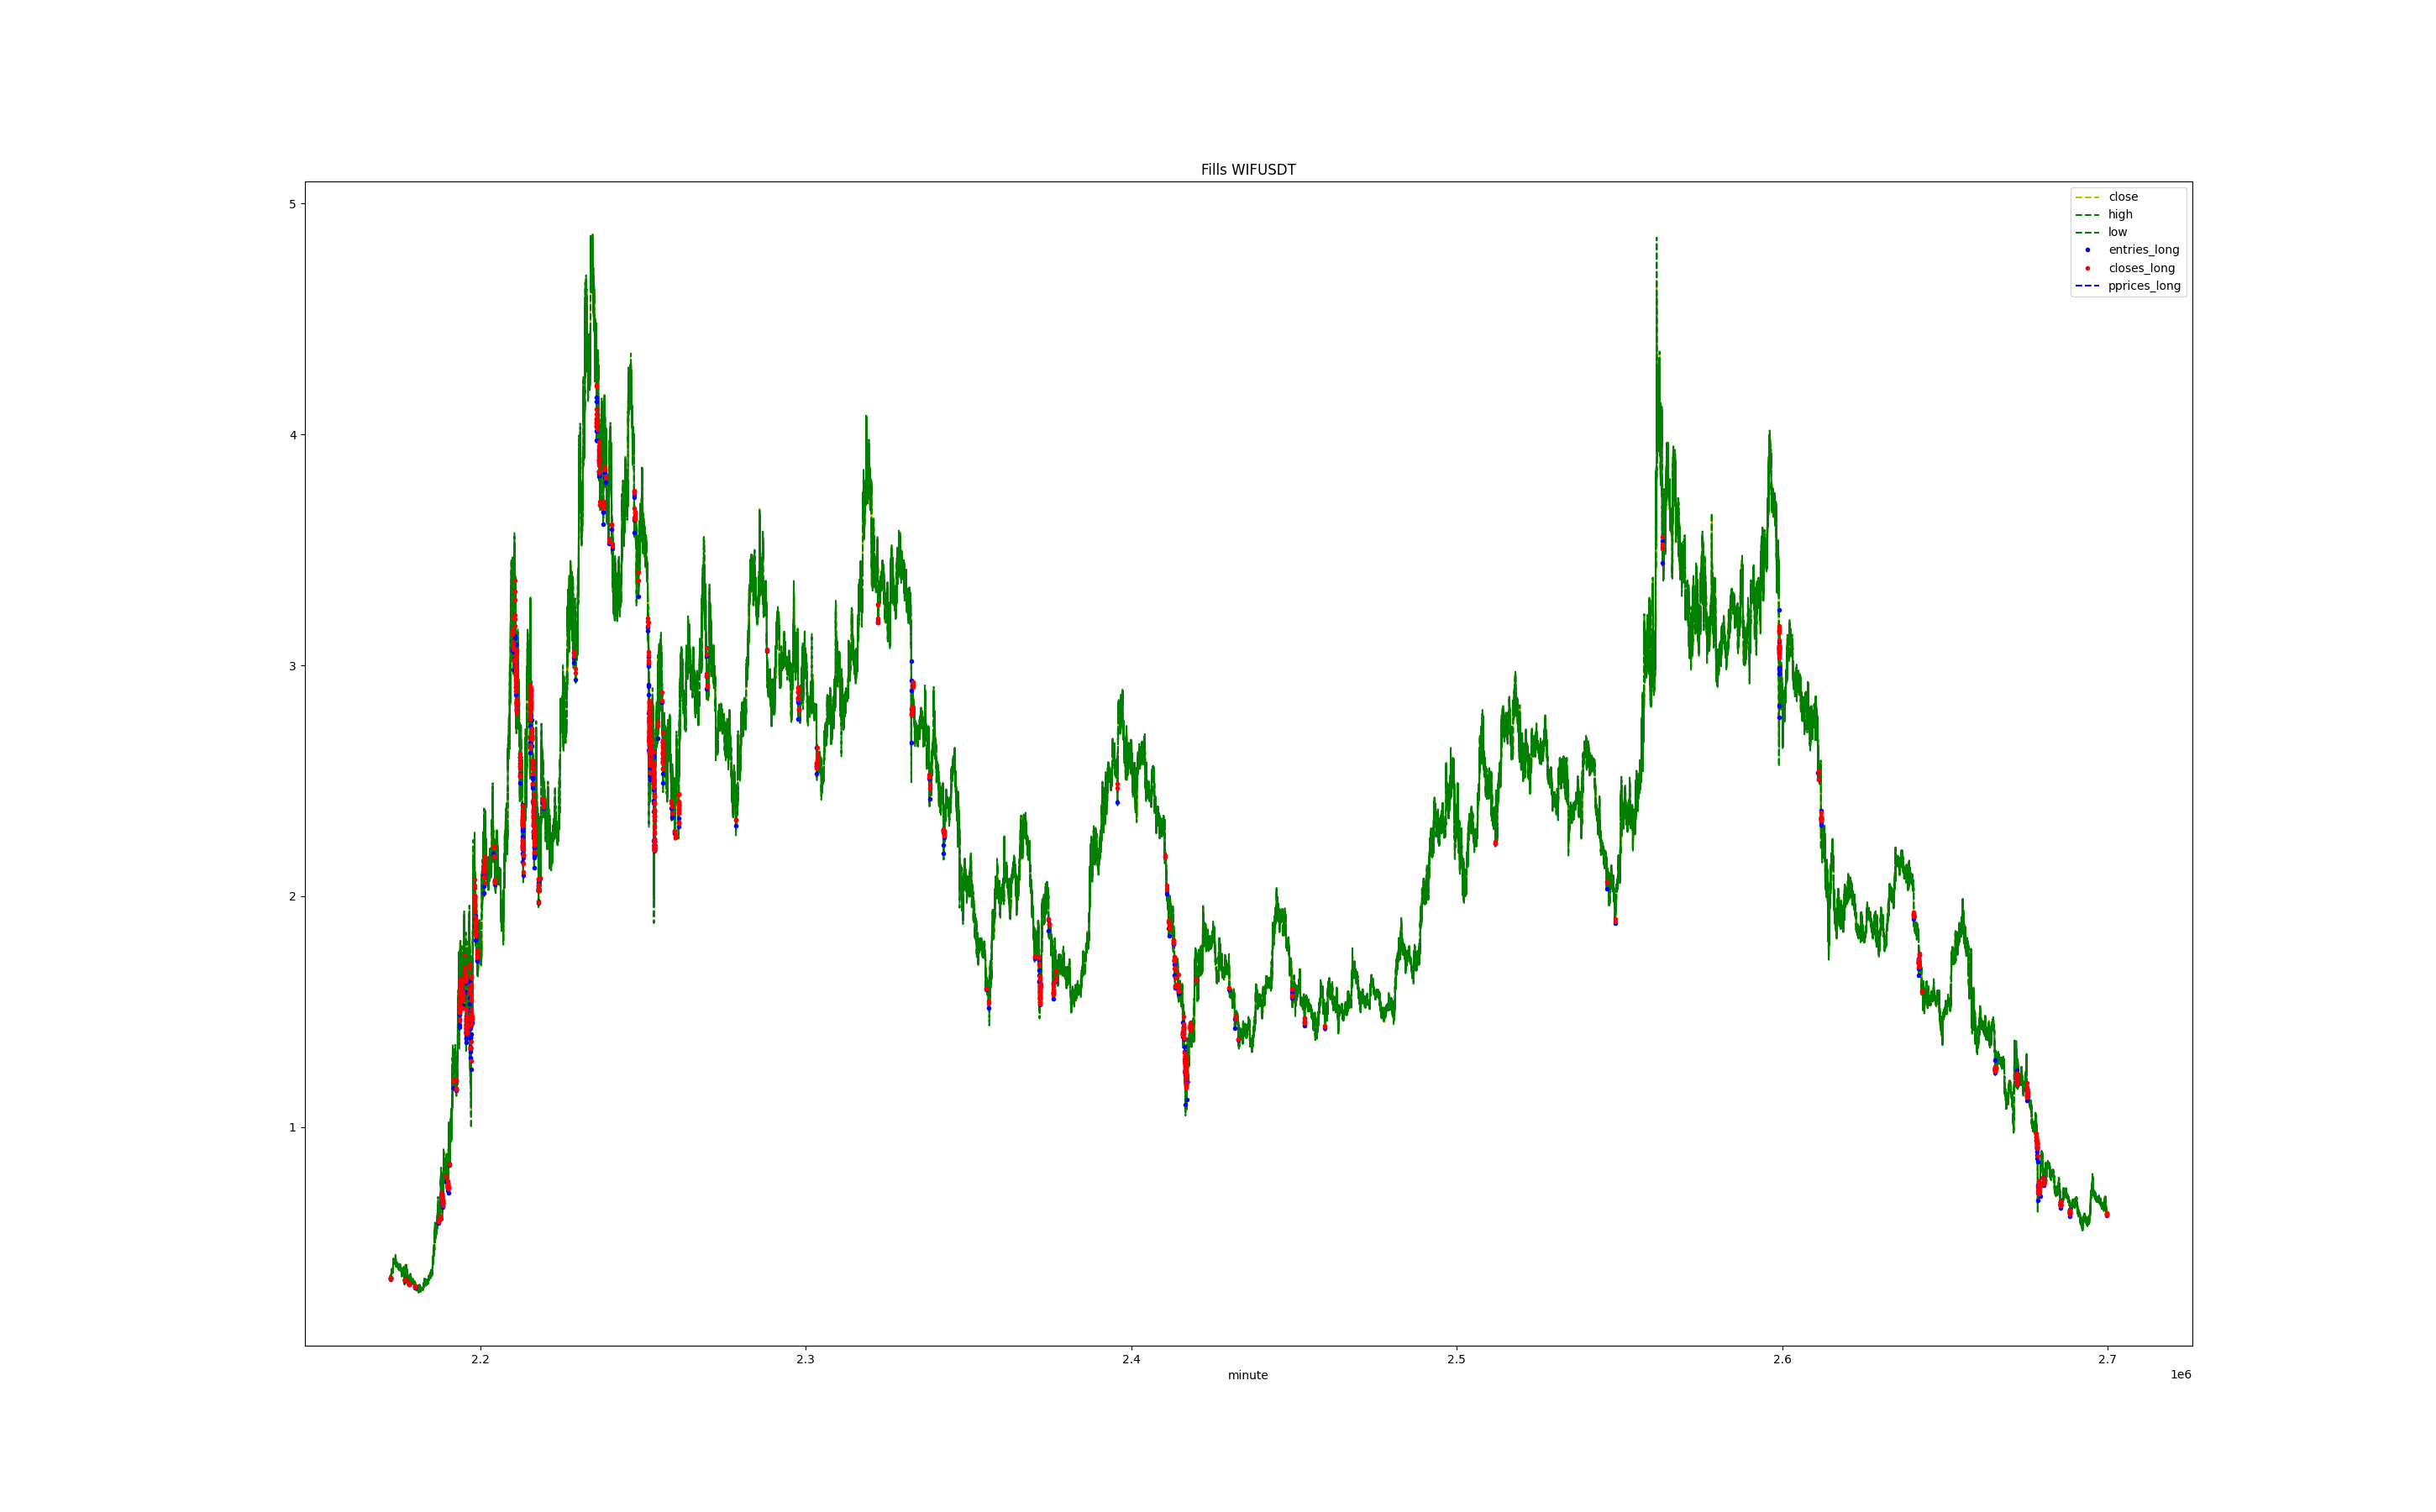 Fills WIFUSDT
close
high
low
entries_long
closes_long
pprices_long
5
4
3
2
1
2.2 2.3 2.4 2.5 2.6 2.7
minute
1e6